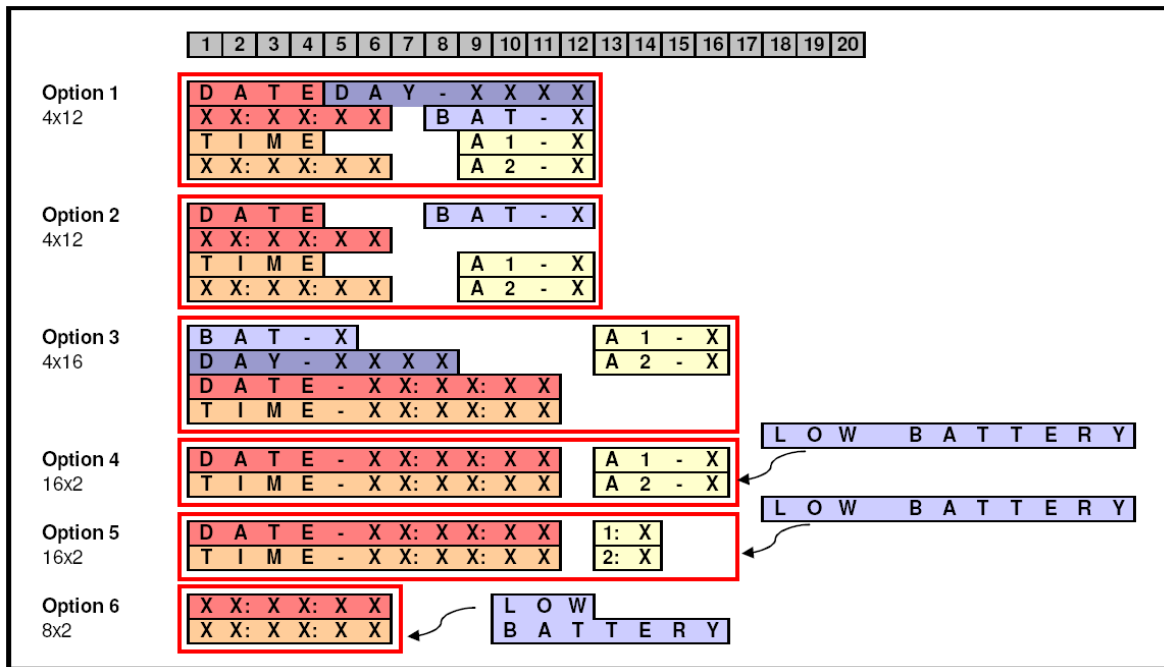 1 2 3 4 5 6 7 8 9 10 11 12 13 14 15 16 17 18 19 20
Option 1
4x12
D A T E D A Y - X X X X
X X: X X: X X B A T - X
T I M E A 1 - X
X X: X X: X X A 2 - X
Option 2
4x12
D A T E B A T - X
X X: X X: X X
T I M E A 1 - X
X X: X X: X X A 2 - X
Option 3
4x16
B A T - X A 1 - X
D A Y - X X X X A 2 - X
D A T E - X X: X X: X X
T I M E - X X: X X: X X
L O W B A T T E R Y
Option 4
16x2
D A T E - X X: X X: X X A 1 - X
T I M E - X X: X X: X X A 2 - X
L O W B A T T E R Y
Option 5
16x2
D A T E - X X: X X: X X 1: X
T I M E - X X: X X: X X 2: X
Option 6
8x2
X X: X X: X X L O W
X X: X X: X X B A T T E R Y